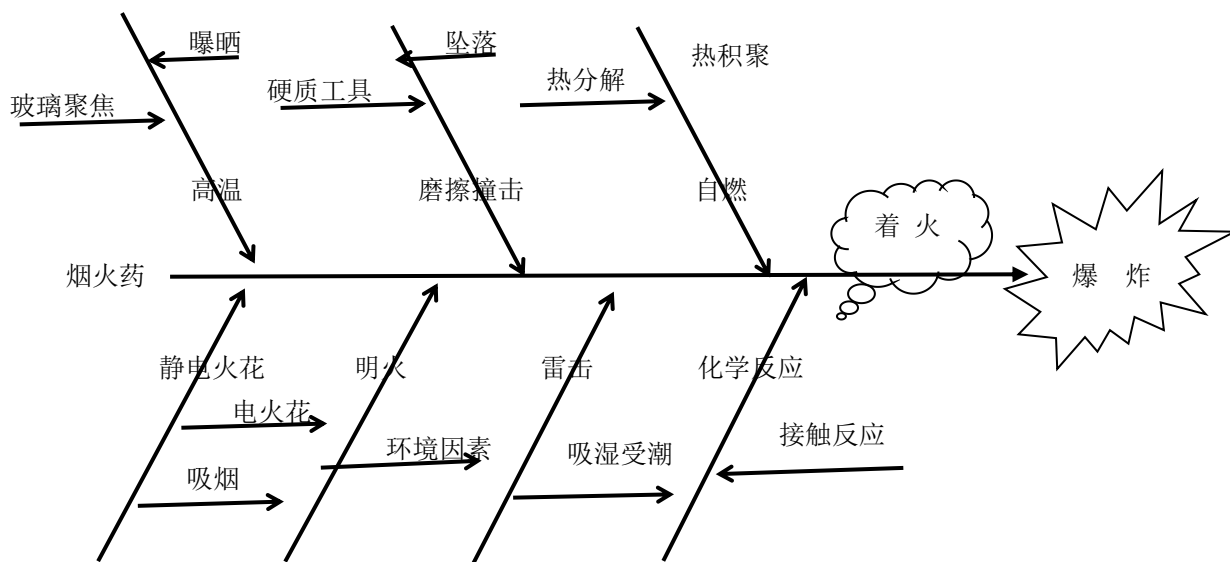 曝晒
坠落
热积聚
热分解
硬质工具
玻璃聚焦
高温
磨擦撞击
自燃
着 火
烟火药
爆 炸
静电火花
明火
雷击
化学反应
电火花
接触反应
环境因素
吸湿受潮
吸烟